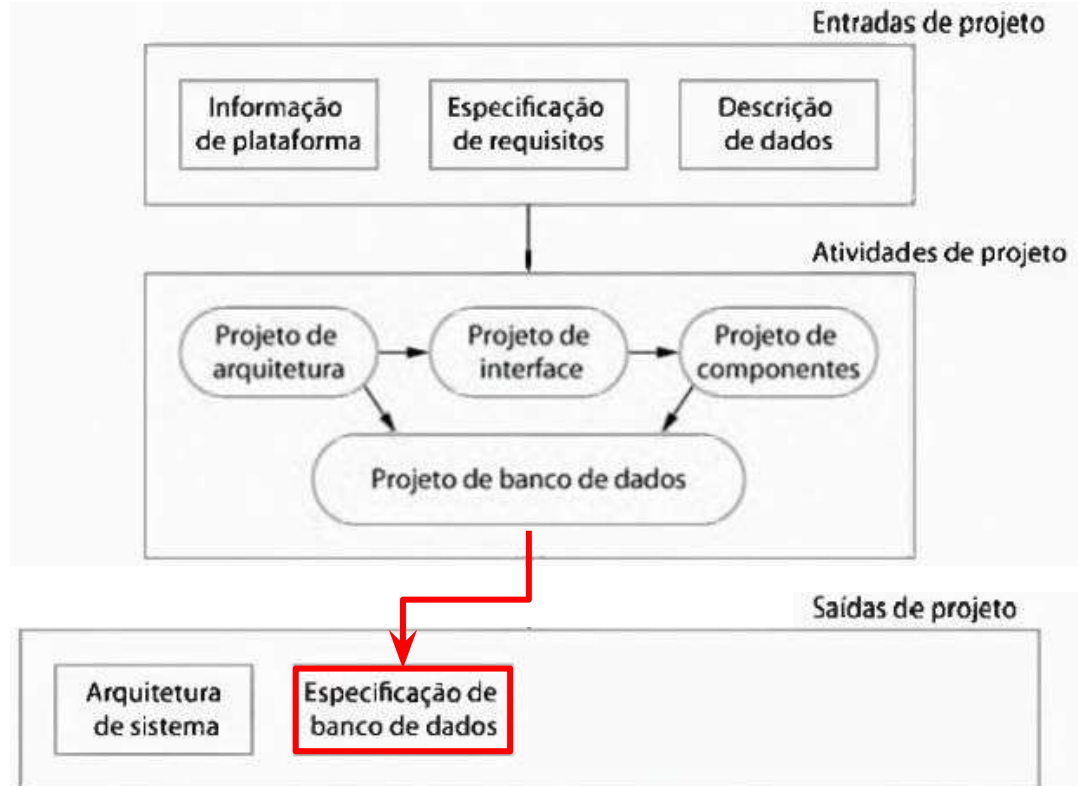 Entradas de projeto
Informação
de plataforma
Especificação
de requisitos
Descrição
de dados
Atividades de projeto
Projeto de
arquitetura
Projeto de
interface
Projeto de
componentes
Projeto de banco de dados
Saídas de projeto
Arquitetura
de sistema
Especificação de
banco de dados